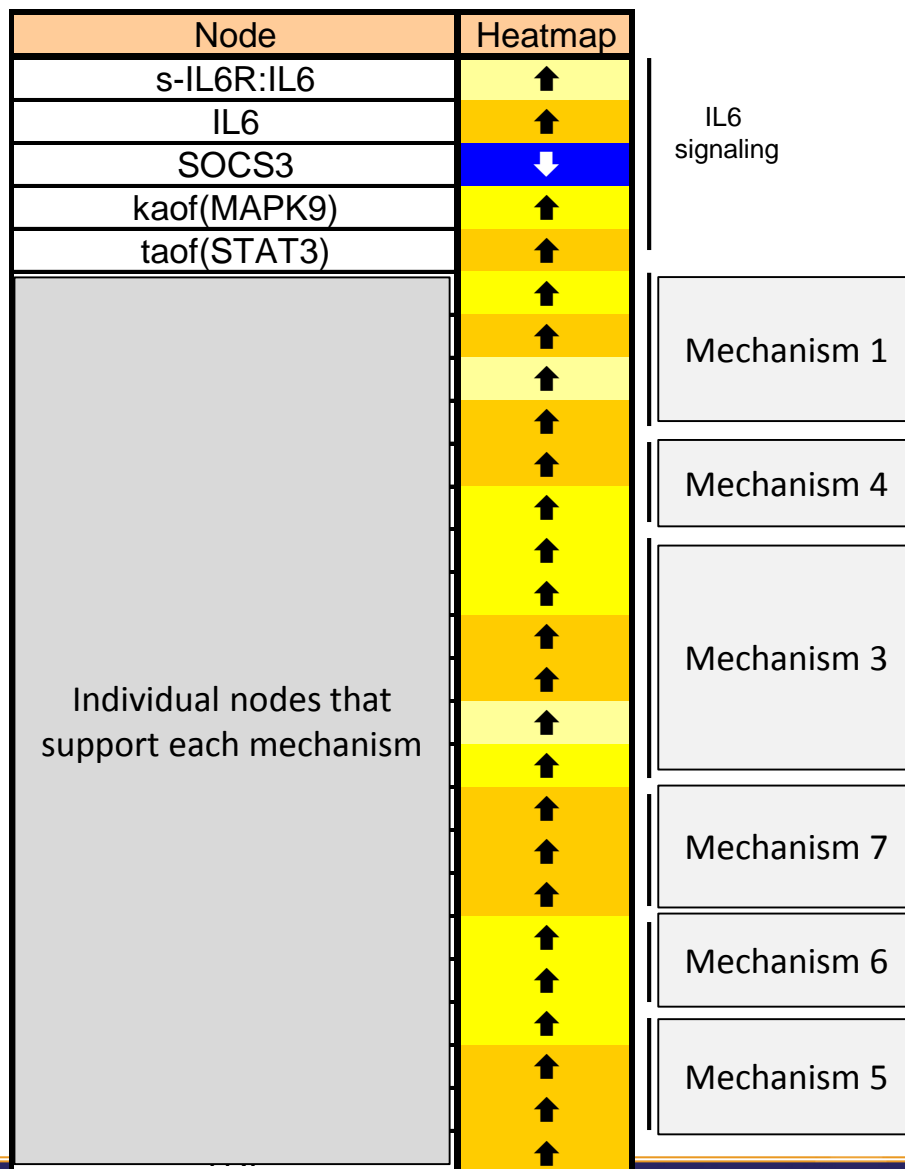 Node Heatmap
s-IL6R:IL6
IL6
SOCS3
kaof(MAPK9)
taof(STAT3)
IL6
signaling
Individual nodes that
support each mechanism
Mechanism 1
Mechanism 4
Mechanism 3
Mechanism 7
Mechanism 6
Mechanism 5